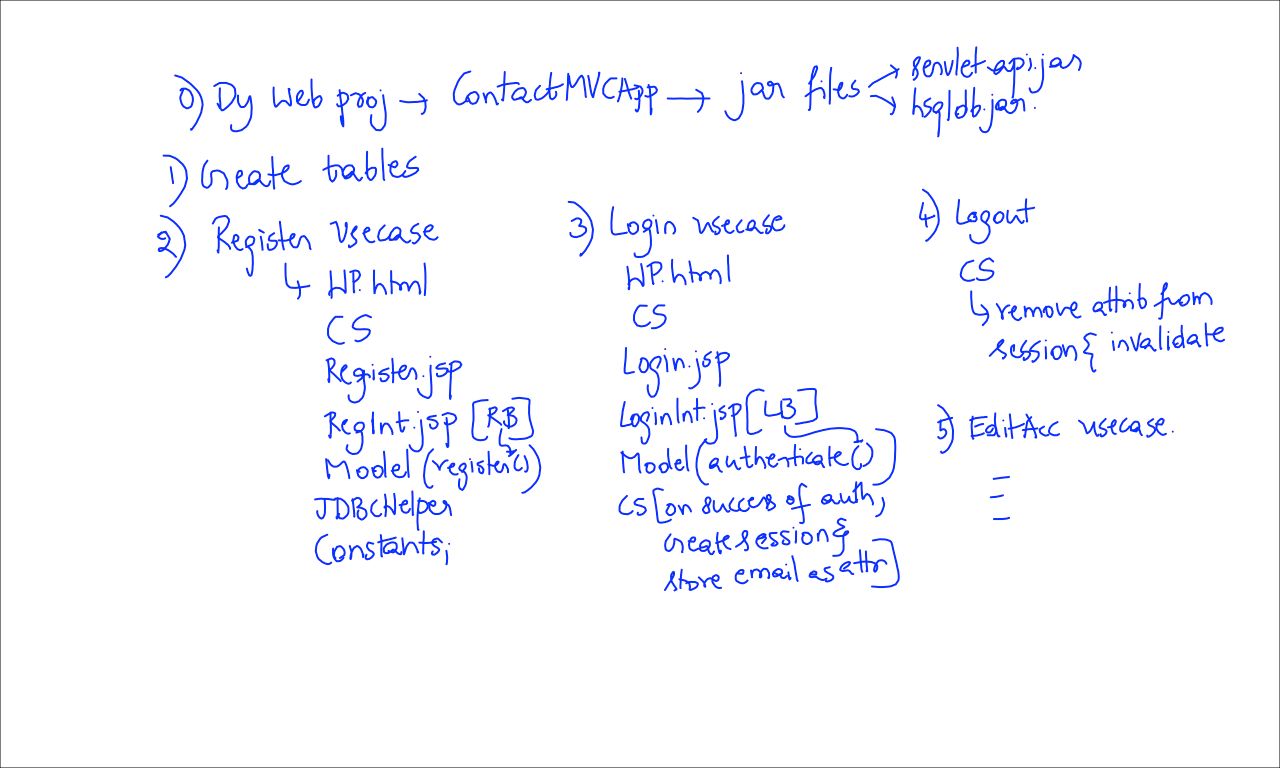 0) Dy Web proj → ContactMVCApp → jar files → servlet-api.jar
→ hsqldb.jar.
1) Create tables
2) Register Usecase
↳ WP.html
CS
Register.jsp
RegInt.jsp [RB]
Model (register())
JDBCHelper
Constants;
3) Login usecase
WP.html
CS
Login.jsp
LoginInt.jsp [LB]
Model (authenticate())
CS [on success of auth,
create session &
store email as attr]
4) Logout
CS
↳ remove attrib from
session & invalidate
5) EditAcc usecase.